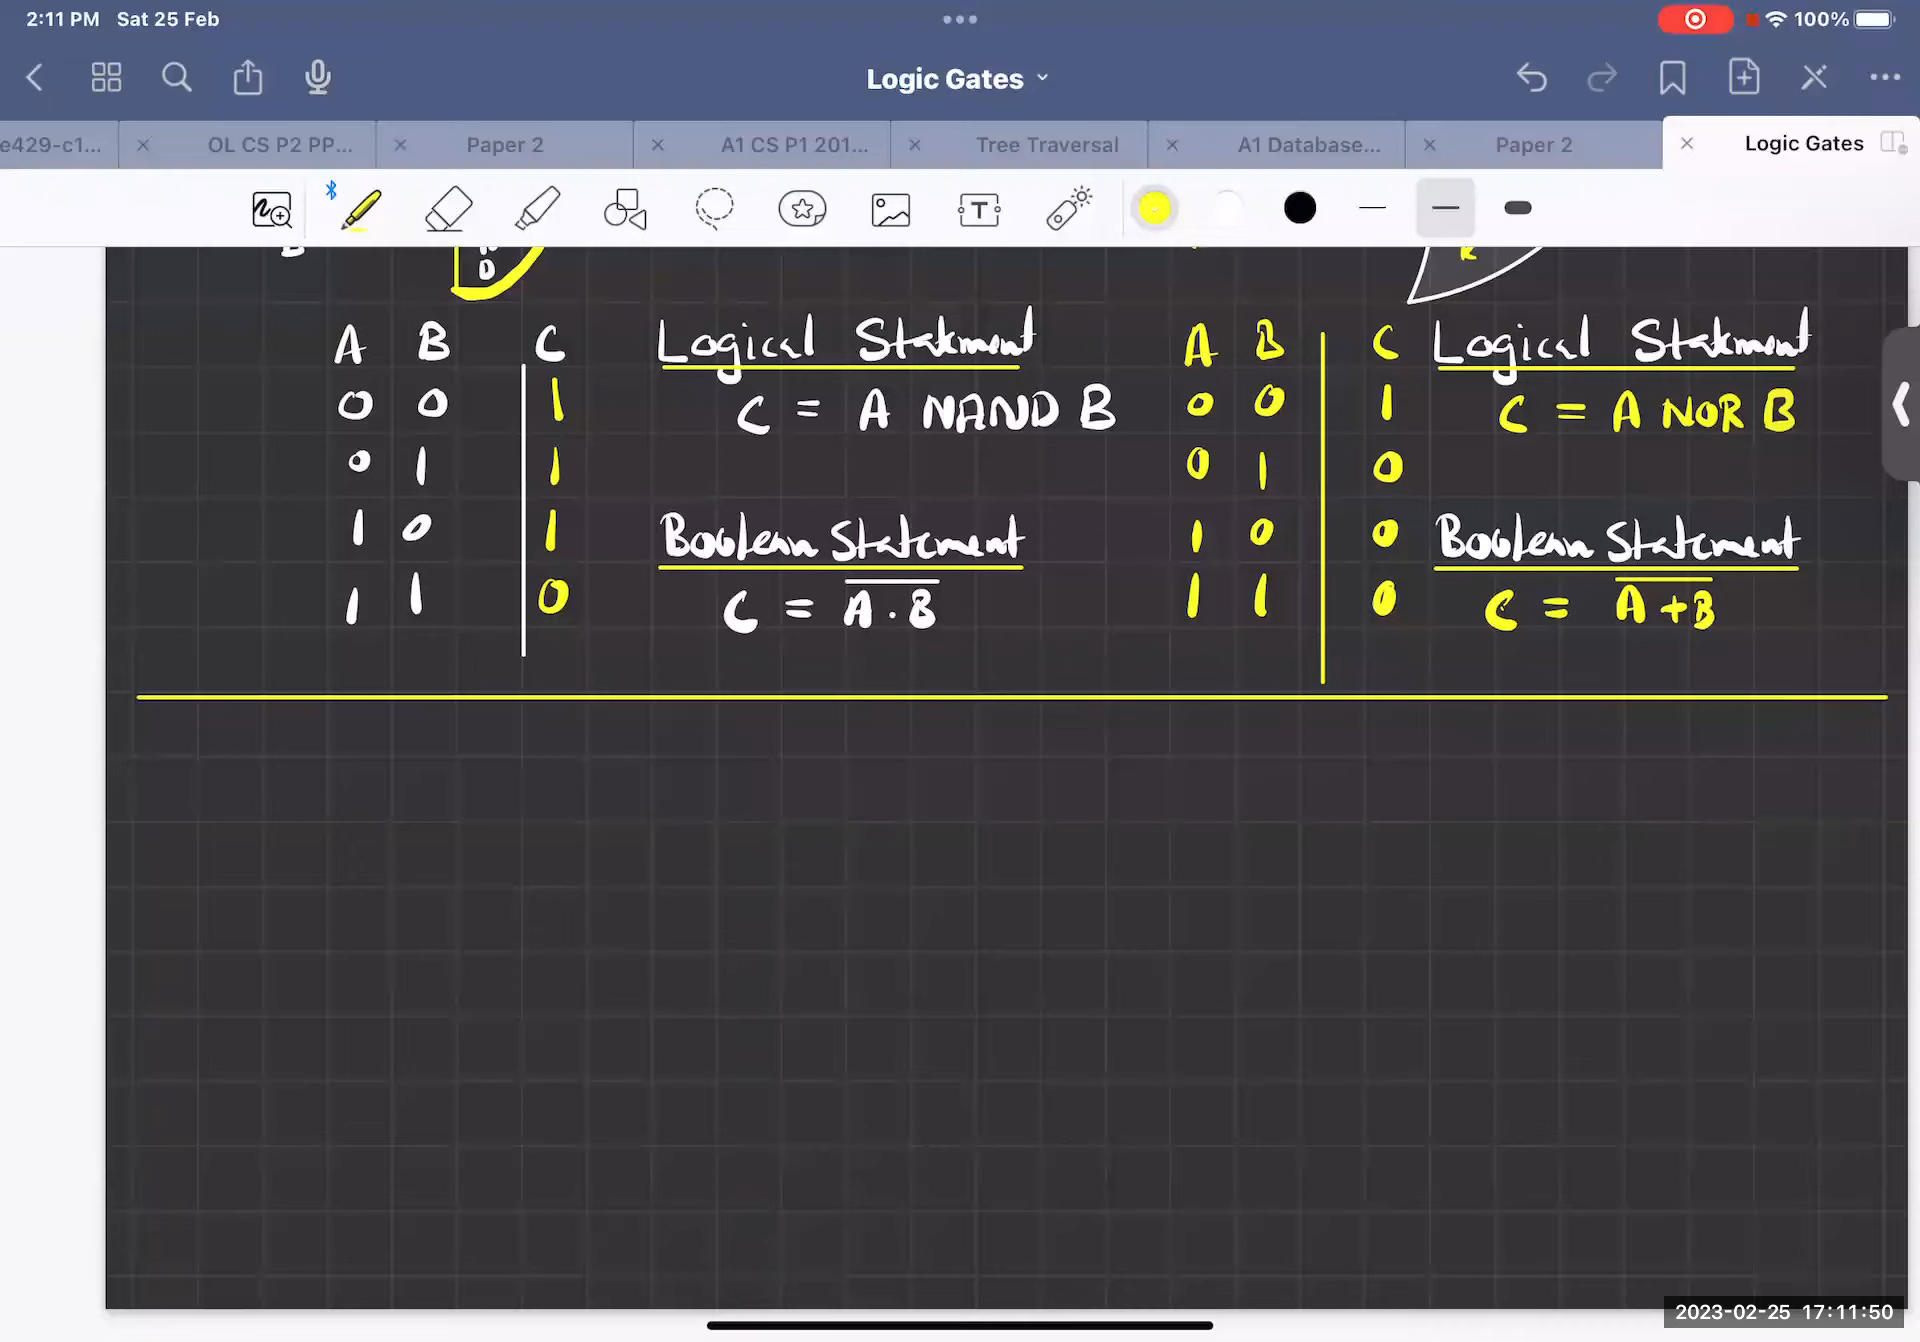 2:11 PM Sat 25 Feb
100%
Logic Gates
e429-c1...
OL CS P2 PP...
Paper 2
A1 CS P1 201...
Tree Traversal
A1 Database...
Paper 2
Logic Gates
B
D
R
A B C Logical Statement
0 0 1 C = A NAND B
0 1 1
1 0 1 Boolean Statement
1 1 0 C = \overline{A . B}
A B C Logical Statement
0 0 1 C = A NOR B
0 1 0
1 0 0 Boolean Statement
1 1 0 C = \overline{A + B}
2023-02-25 17:11:50